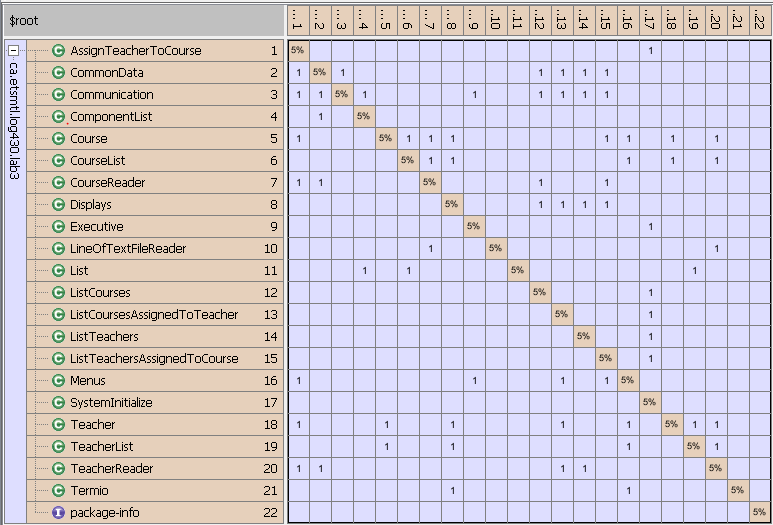 $root
... 1 ... 2 ... 3 ... 4 ... 5 ... 6 ... 7 ... 8 ... 9 ..10 ..11 ..12 ..13 ..14 ..15 ..16 ..17 ..18 ..19 ..20 ..21 ..22
ca.etsmtl.log430.lab3
AssignTeacherToCourse 1 5% 1
CommonData 2 1 5% 1 1 1 1 1
Communication 3 1 1 5% 1 1 1 1 1 1
ComponentList 4 1 5%
Course 5 1 5% 1 1 1 1 1 1 1
CourseList 6 5% 1 1 1 1 1
CourseReader 7 1 1 5% 1 1
Displays 8 5% 1 1 1 1
Executive 9 5% 1
LineOfTextFileReader 10 1 5% 1
List 11 1 1 5% 1
ListCourses 12 5% 1
ListCoursesAssignedToTeacher 13 5% 1
ListTeachers 14 5% 1
ListTeachersAssignedToCourse 15 5% 1
Menus 16 1 1 1 1 5%
SystemInitialize 17 5%
Teacher 18 1 1 1 1 1 5% 1 1
TeacherList 19 1 1 1 5% 1
TeacherReader 20 1 1 1 1 5%
Termio 21 1 1 5%
package-info 22 5%